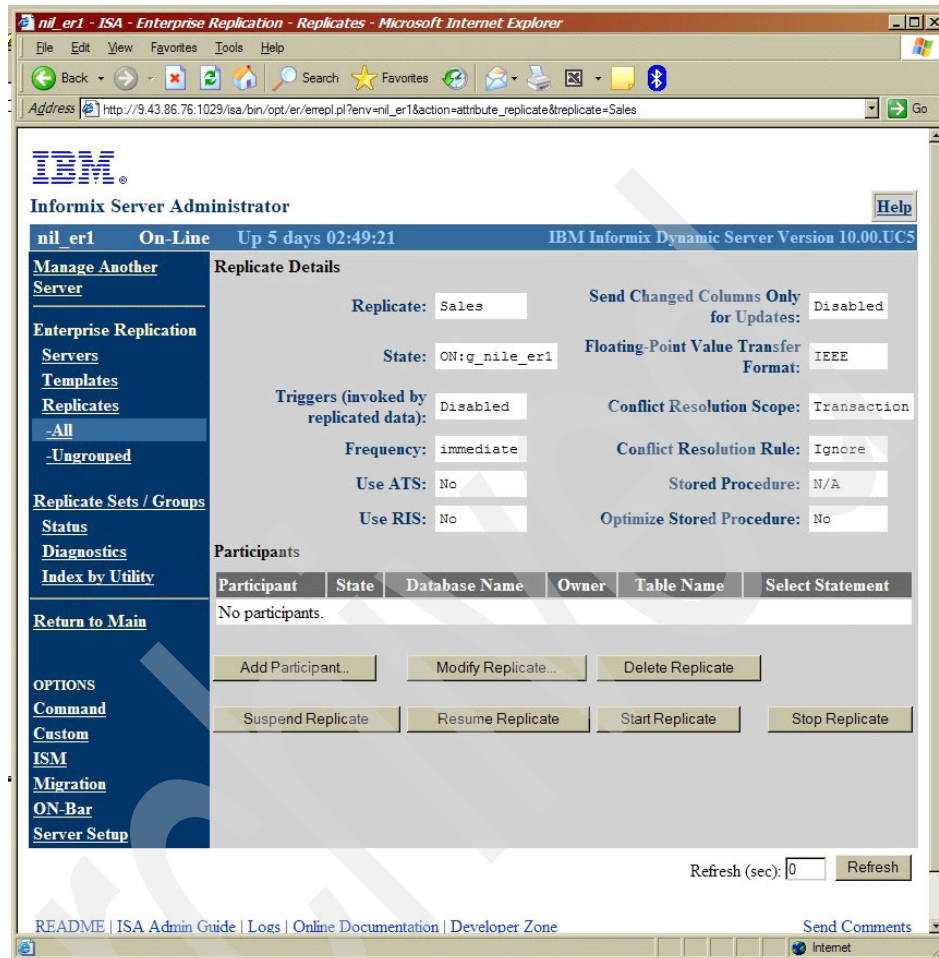 nil_er1 - ISA - Enterprise Replication - Replicates - Microsoft Internet Explorer
File Edit View Favorites Tools Help
Back Search Favorites
Address http://9.43.86.76:1029/isa/bin/opt/er/errepl.pl?env=nil_er1&action=attribute_replicate&treplicate=Sales Go
IBM®
Informix Server Administrator Help
nil_er1 On-Line Up 5 days 02:49:21 IBM Informix Dynamic Server Version 10.00.UC5
Manage Another
Server
Enterprise Replication
Servers
Templates
Replicates
-All
-Ungrouped
Replicate Sets / Groups
Status
Diagnostics
Index by Utility
Return to Main
OPTIONS
Command
Custom
ISM
Migration
ON-Bar
Server Setup
Replicate Details
Replicate: Sales
Send Changed Columns Only
for Updates: Disabled
State: ON:g_nile_er1
Floating-Point Value Transfer
Format: IEEE
Triggers (invoked by
replicated data): Disabled
Conflict Resolution Scope: Transaction
Frequency: immediate
Conflict Resolution Rule: Ignore
Use ATS: No
Stored Procedure: N/A
Use RIS: No
Optimize Stored Procedure: No
Participants
Participant State Database Name Owner Table Name Select Statement
No participants.
Add Participant... Modify Replicate... Delete Replicate
Suspend Replicate Resume Replicate Start Replicate Stop Replicate
Refresh (sec): 0 Refresh
README | ISA Admin Guide | Logs | Online Documentation | Developer Zone Send Comments
Internet